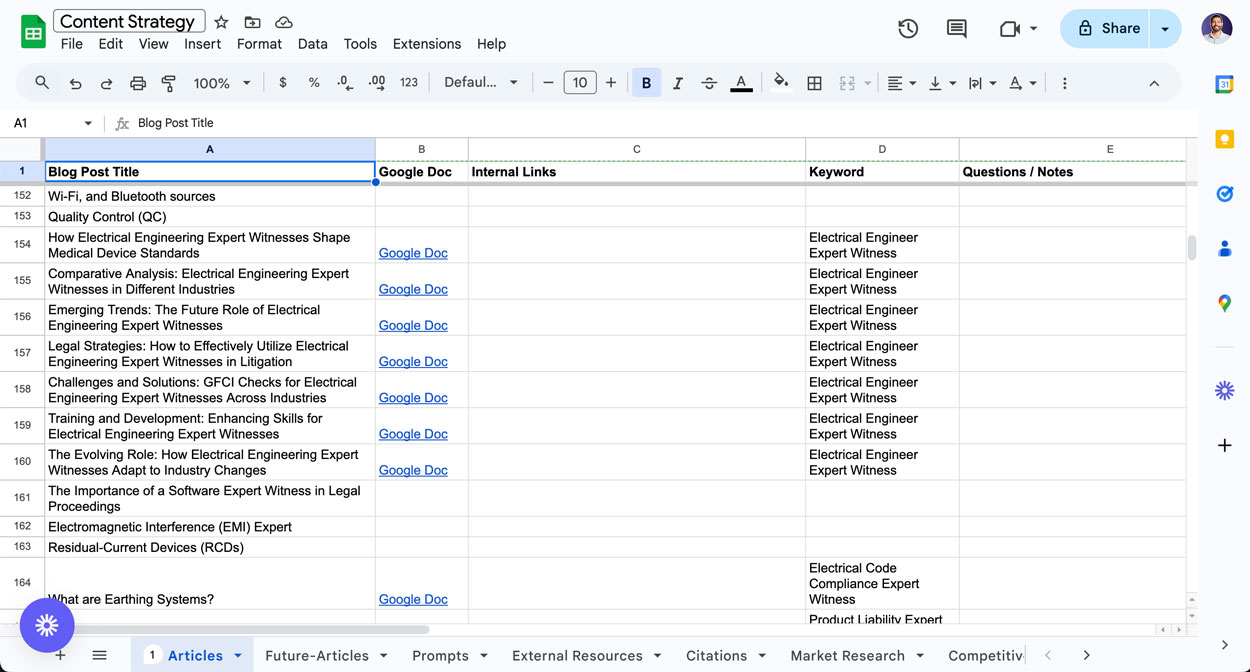 Content Strategy
File Edit View Insert Format Data Tools Extensions Help
Share
100% $ % .0 .00 123 Defaul... 10 B I A
31
A1 fx Blog Post Title
A B C D E
1 Blog Post Title Google Doc Internal Links Keyword Questions / Notes
152 Wi-Fi, and Bluetooth sources
153 Quality Control (QC)
154 How Electrical Engineering Expert Witnesses Shape
Medical Device Standards
Google Doc
Electrical Engineer
Expert Witness
155 Comparative Analysis: Electrical Engineering Expert
Witnesses in Different Industries
Google Doc
Electrical Engineer
Expert Witness
156 Emerging Trends: The Future Role of Electrical
Engineering Expert Witnesses
Google Doc
Electrical Engineer
Expert Witness
157 Legal Strategies: How to Effectively Utilize Electrical
Engineering Expert Witnesses in Litigation
Google Doc
Electrical Engineer
Expert Witness
158 Challenges and Solutions: GFCI Checks for Electrical
Engineering Expert Witnesses Across Industries
Google Doc
Electrical Engineer
Expert Witness
159 Training and Development: Enhancing Skills for
Electrical Engineering Expert Witnesses
Google Doc
Electrical Engineer
Expert Witness
160 The Evolving Role: How Electrical Engineering Expert
Witnesses Adapt to Industry Changes
Google Doc
Electrical Engineer
Expert Witness
161 The Importance of a Software Expert Witness in Legal
Proceedings
162 Electromagnetic Interference (EMI) Expert
163 Residual-Current Devices (RCDs)
164 What are Earthing Systems?
Google Doc
Electrical Code
Compliance Expert
Witness
Product Liability Expert
1 Articles Future-Articles Prompts External Resources Citations Market Research Competitiv